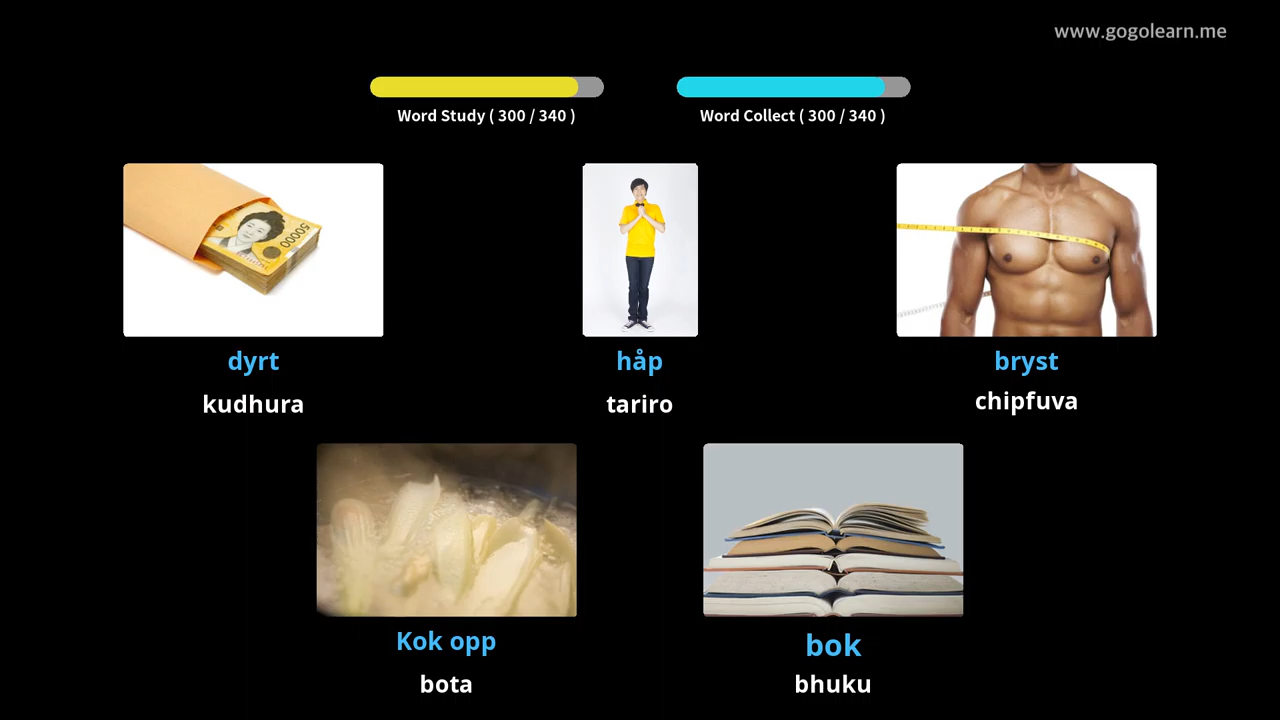 www.gogolearn.me
Word Study ( 300 / 340 )
Word Collect ( 300 / 340 )
50000
dyrt
håp
bryst
kudhura
tariro
chipfuva
Kok opp
bok
bota
bhuku